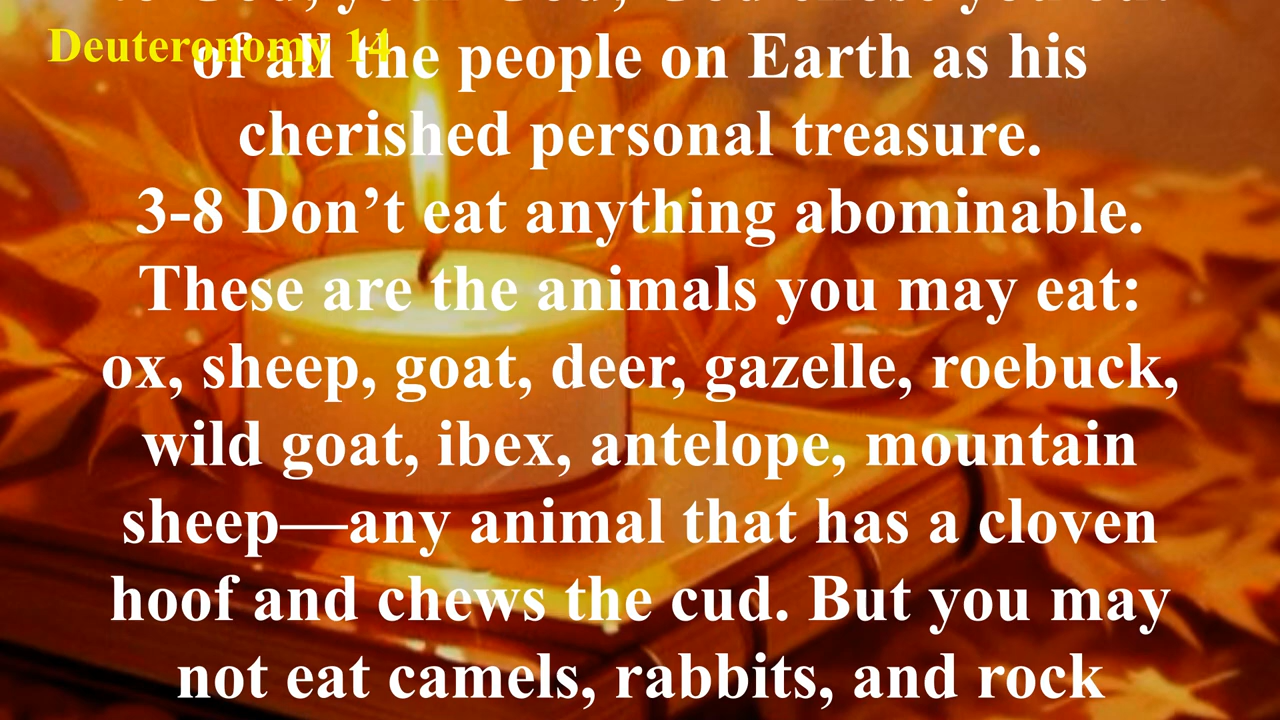 Deuteronomy 14
of all the people on Earth as his
cherished personal treasure.
3-8 Don’t eat anything abominable.
These are the animals you may eat:
ox, sheep, goat, deer, gazelle, roebuck,
wild goat, ibex, antelope, mountain
sheep—any animal that has a cloven
hoof and chews the cud. But you may
not eat camels, rabbits, and rock